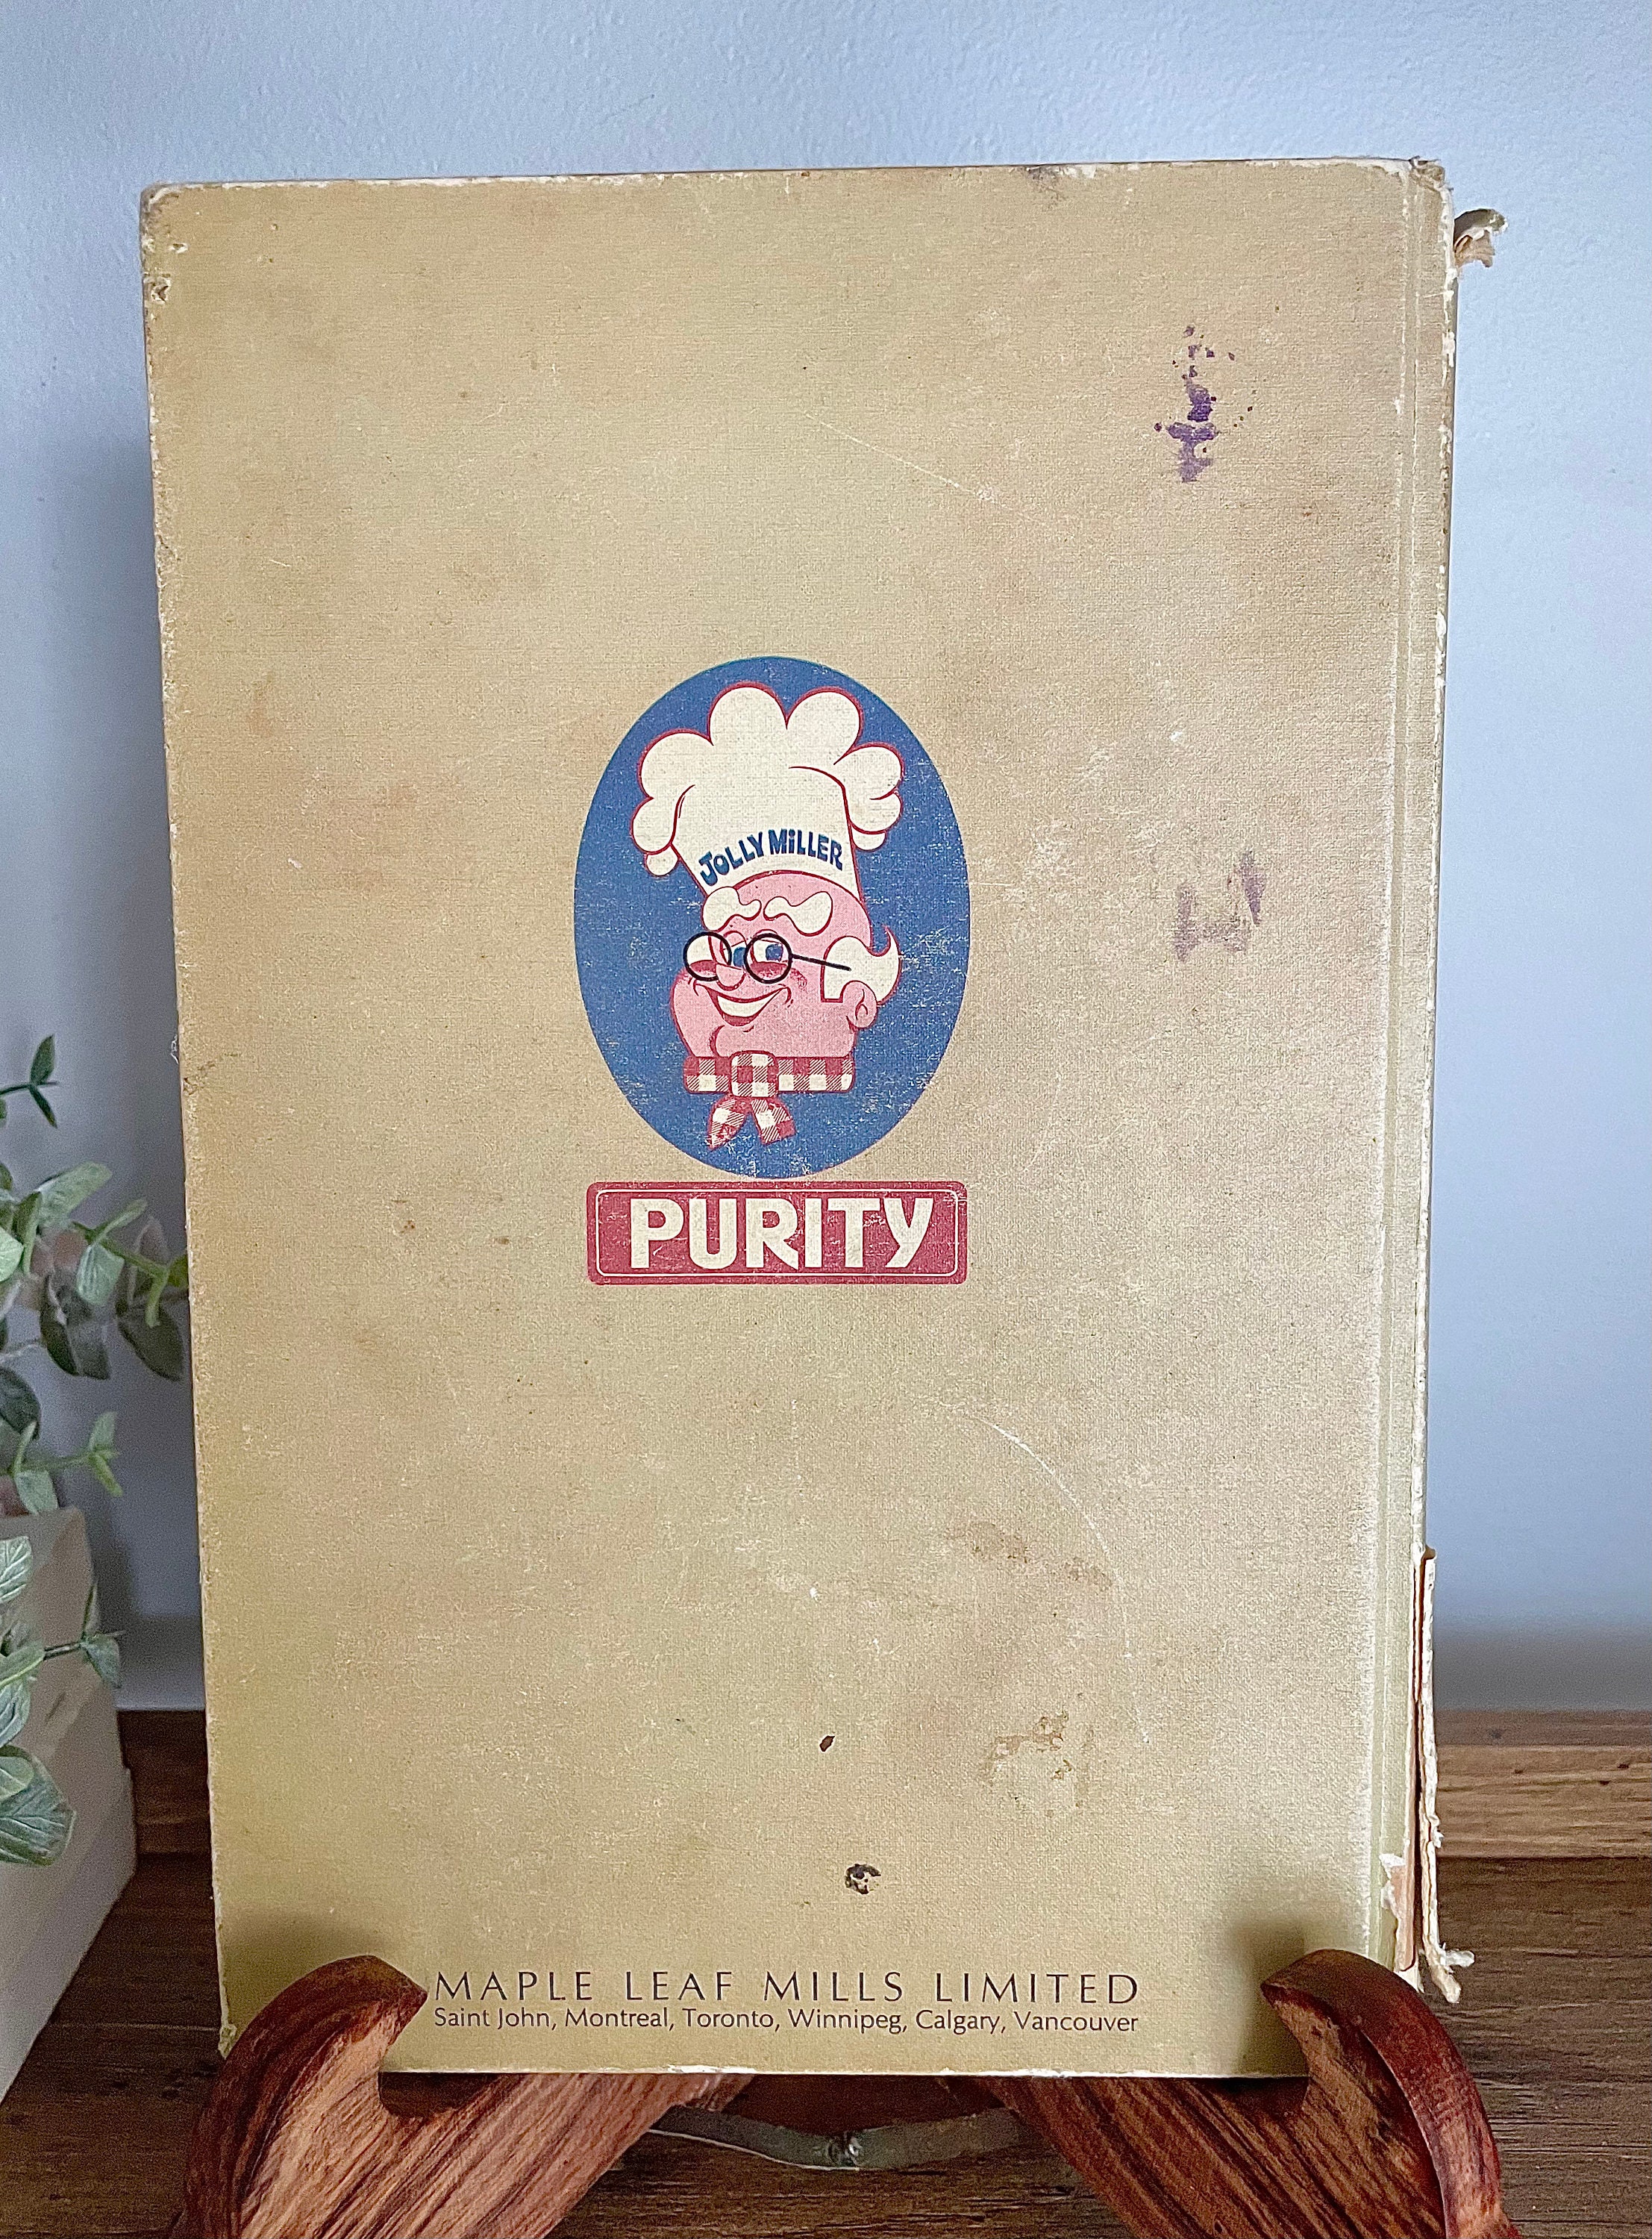 JOLLY MiLLER
PURITY
MAPLE LEAF MILLS LIMITED
Saint John, Montreal, Toronto, Winnipeg, Calgary, Vancouver